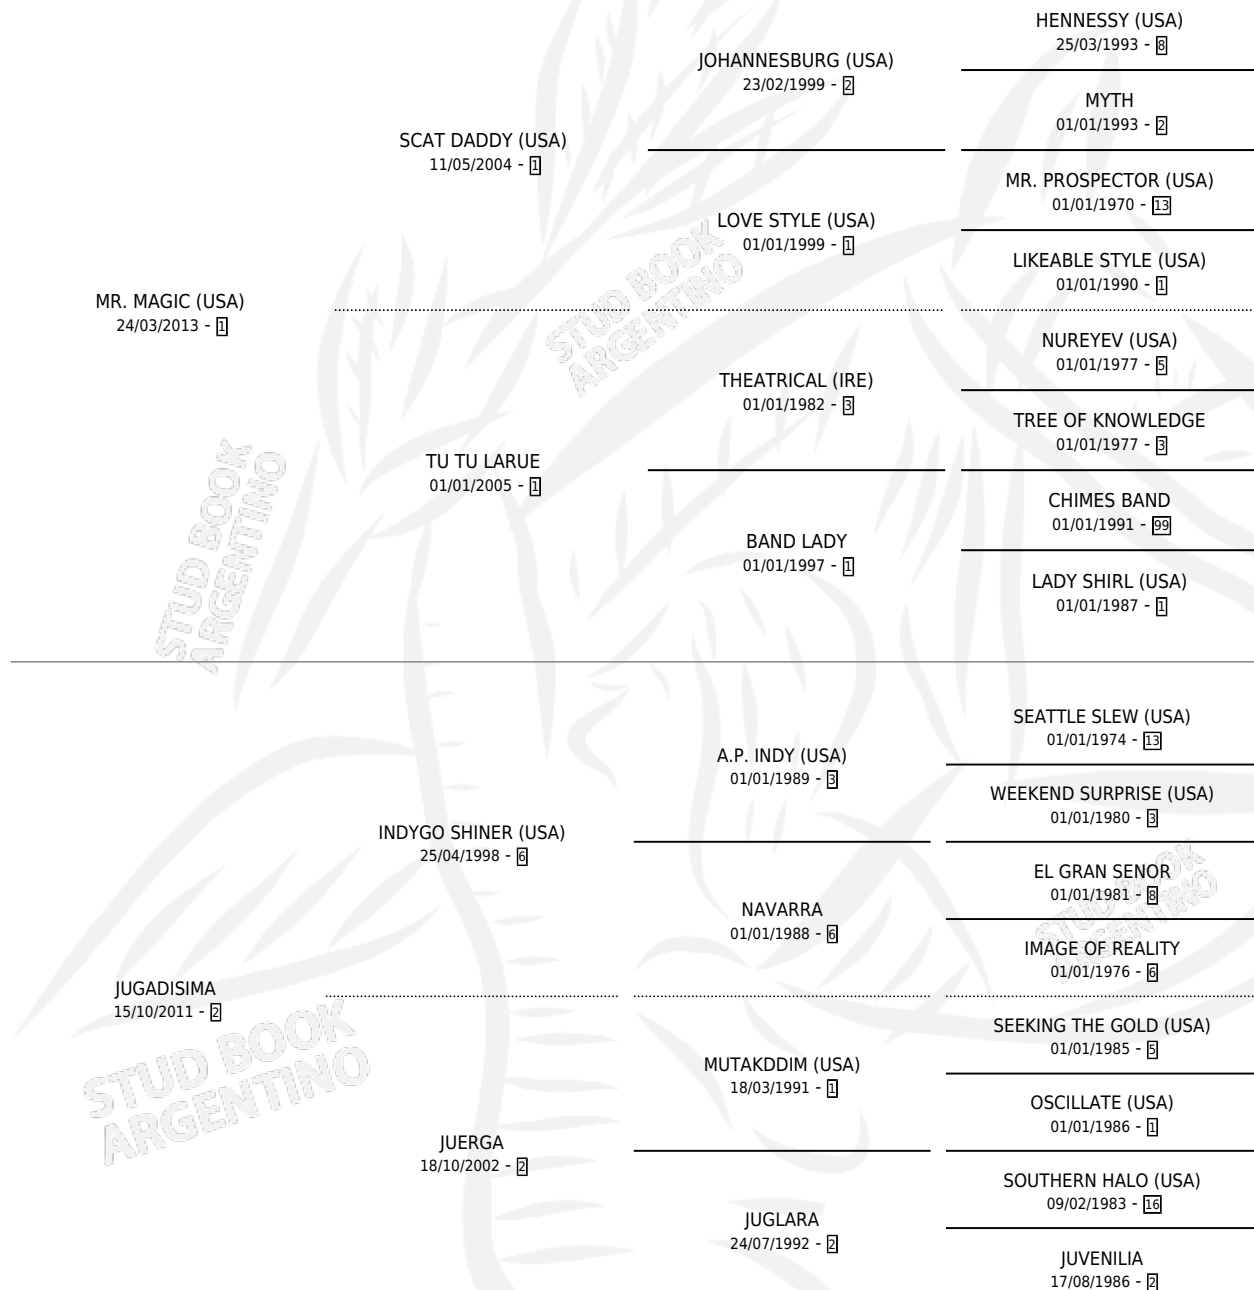 HENNESSY (USA)
25/03/1993 - 8
JOHANNESBURG (USA)
23/02/1999 - 2
MYTH
01/01/1993 - 2
SCAT DADDY (USA)
11/05/2004 - 1
MR. PROSPECTOR (USA)
01/01/1970 - 13
LOVE STYLE (USA)
01/01/1999 - 1
LIKEABLE STYLE (USA)
01/01/1990 - 1
MR. MAGIC (USA)
24/03/2013 - 1
STUD BOOK
ARGENTINO
NUREYEV (USA)
01/01/1977 - 5
THEATRICAL (IRE)
01/01/1982 - 3
TREE OF KNOWLEDGE
01/01/1977 - 3
TU TU LARUE
01/01/2005 - 1
CHIMES BAND
01/01/1991 - 99
BAND LADY
01/01/1997 - 1
LADY SHIRL (USA)
01/01/1987 - 1
STUD BOOK
ARGENTINO
SEATTLE SLEW (USA)
01/01/1974 - 13
A.P. INDY (USA)
01/01/1989 - 3
WEEKEND SURPRISE (USA)
01/01/1980 - 3
INDYGO SHINER (USA)
25/04/1998 - 6
EL GRAN SENOR
01/01/1981 - 8
NAVARRA
01/01/1988 - 6
IMAGE OF REALITY
01/01/1976 - 6
STUD BOOK
ARGENTINO
JUGADISIMA
15/10/2011 - 2
SEEKING THE GOLD (USA)
01/01/1985 - 5
MUTAKDDIM (USA)
18/03/1991 - 1
OSCILLATE (USA)
01/01/1986 - 1
STUD BOOK
ARGENTINO
JUERGA
18/10/2002 - 2
SOUTHERN HALO (USA)
09/02/1983 - 16
JUGLARA
24/07/1992 - 2
JUVENILIA
17/08/1986 - 2